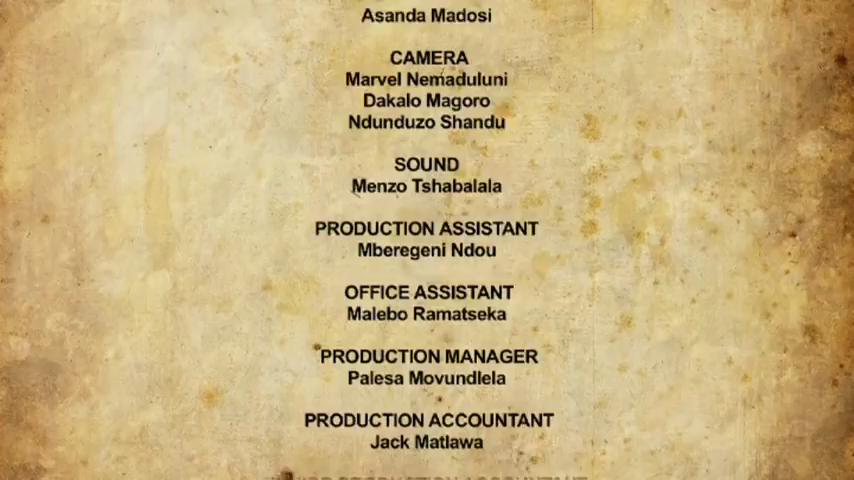 Asanda Madosi
CAMERA
Marvel Nemaduluni
Dakalo Magoro
Ndunduzo Shandu
SOUND
Menzo Tshabalala
PRODUCTION ASSISTANT
Mberegeni Ndou
OFFICE ASSISTANT
Malebo Ramatseka
PRODUCTION MANAGER
Palesa Movundlela
PRODUCTION ACCOUNTANT
Jack Matlawa